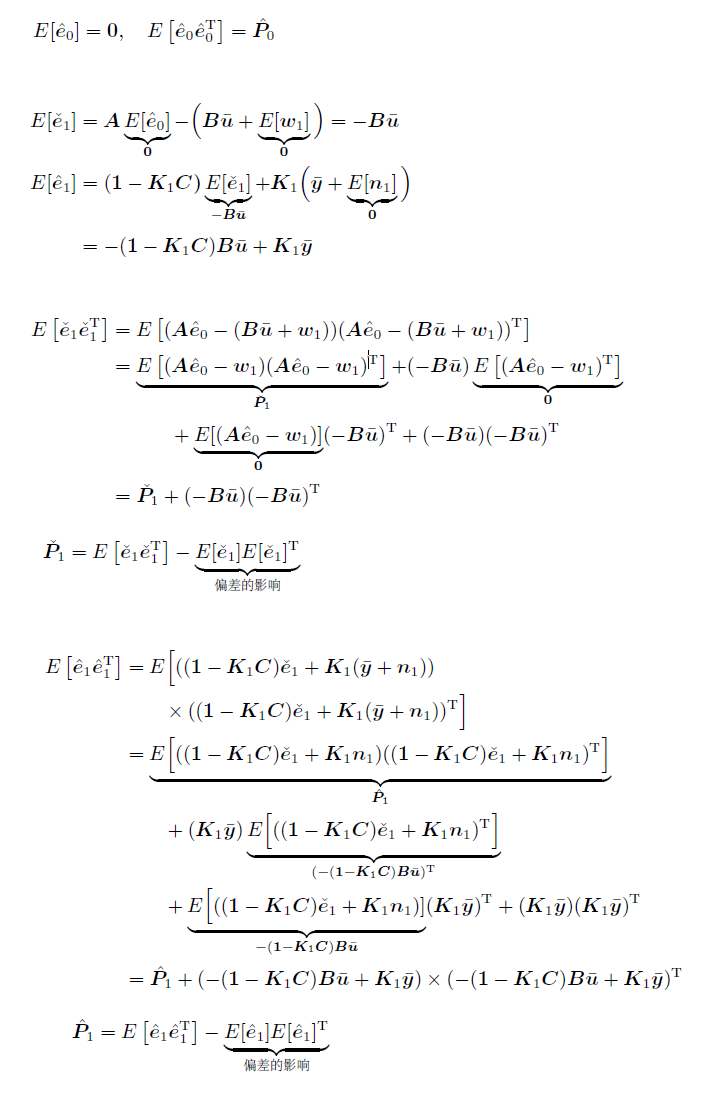 E[ê₀] = 0, E[ê₀ê₀ᵀ] = P̂₀
E[ě₁] = A E[ê₀] − (Bū + E[w₁]) = −Bū
0 0
E[ê₁] = (1 − K₁C) E[ě₁] + K₁(ȳ + E[n₁])
−Bū 0
= −(1 − K₁C)Bū + K₁ȳ
E[ě₁ě₁ᵀ] = E[(Aê₀ − (Bū + w₁))(Aê₀ − (Bū + w₁))ᵀ]
= E[(Aê₀ − w₁)(Aê₀ − w₁)ᵀ] + (−Bū) E[(Aê₀ − w₁)ᵀ]
P̌₁ 0
+ E[(Aê₀ − w₁)](−Bū)ᵀ + (−Bū)(−Bū)ᵀ
0
= P̌₁ + (−Bū)(−Bū)ᵀ
P̌₁ = E[ě₁ě₁ᵀ] − E[ě₁]E[ě₁]ᵀ
偏差的影响
E[ê₁ê₁ᵀ] = E[((1 − K₁C)ě₁ + K₁(ȳ + n₁))
× ((1 − K₁C)ě₁ + K₁(ȳ + n₁))ᵀ]
= E[((1 − K₁C)ě₁ + K₁n₁)((1 − K₁C)ě₁ + K₁n₁)ᵀ]
P̂₁
+ (K₁ȳ) E[((1 − K₁C)ě₁ + K₁n₁)ᵀ]
(−(1−K₁C)Bū)ᵀ
+ E[((1 − K₁C)ě₁ + K₁n₁)](K₁ȳ)ᵀ + (K₁ȳ)(K₁ȳ)ᵀ
−(1−K₁C)Bū
= P̂₁ + (−(1 − K₁C)Bū + K₁ȳ) × (−(1 − K₁C)Bū + K₁ȳ)ᵀ
P̂₁ = E[ê₁ê₁ᵀ] − E[ê₁]E[ê₁]ᵀ
偏差的影响